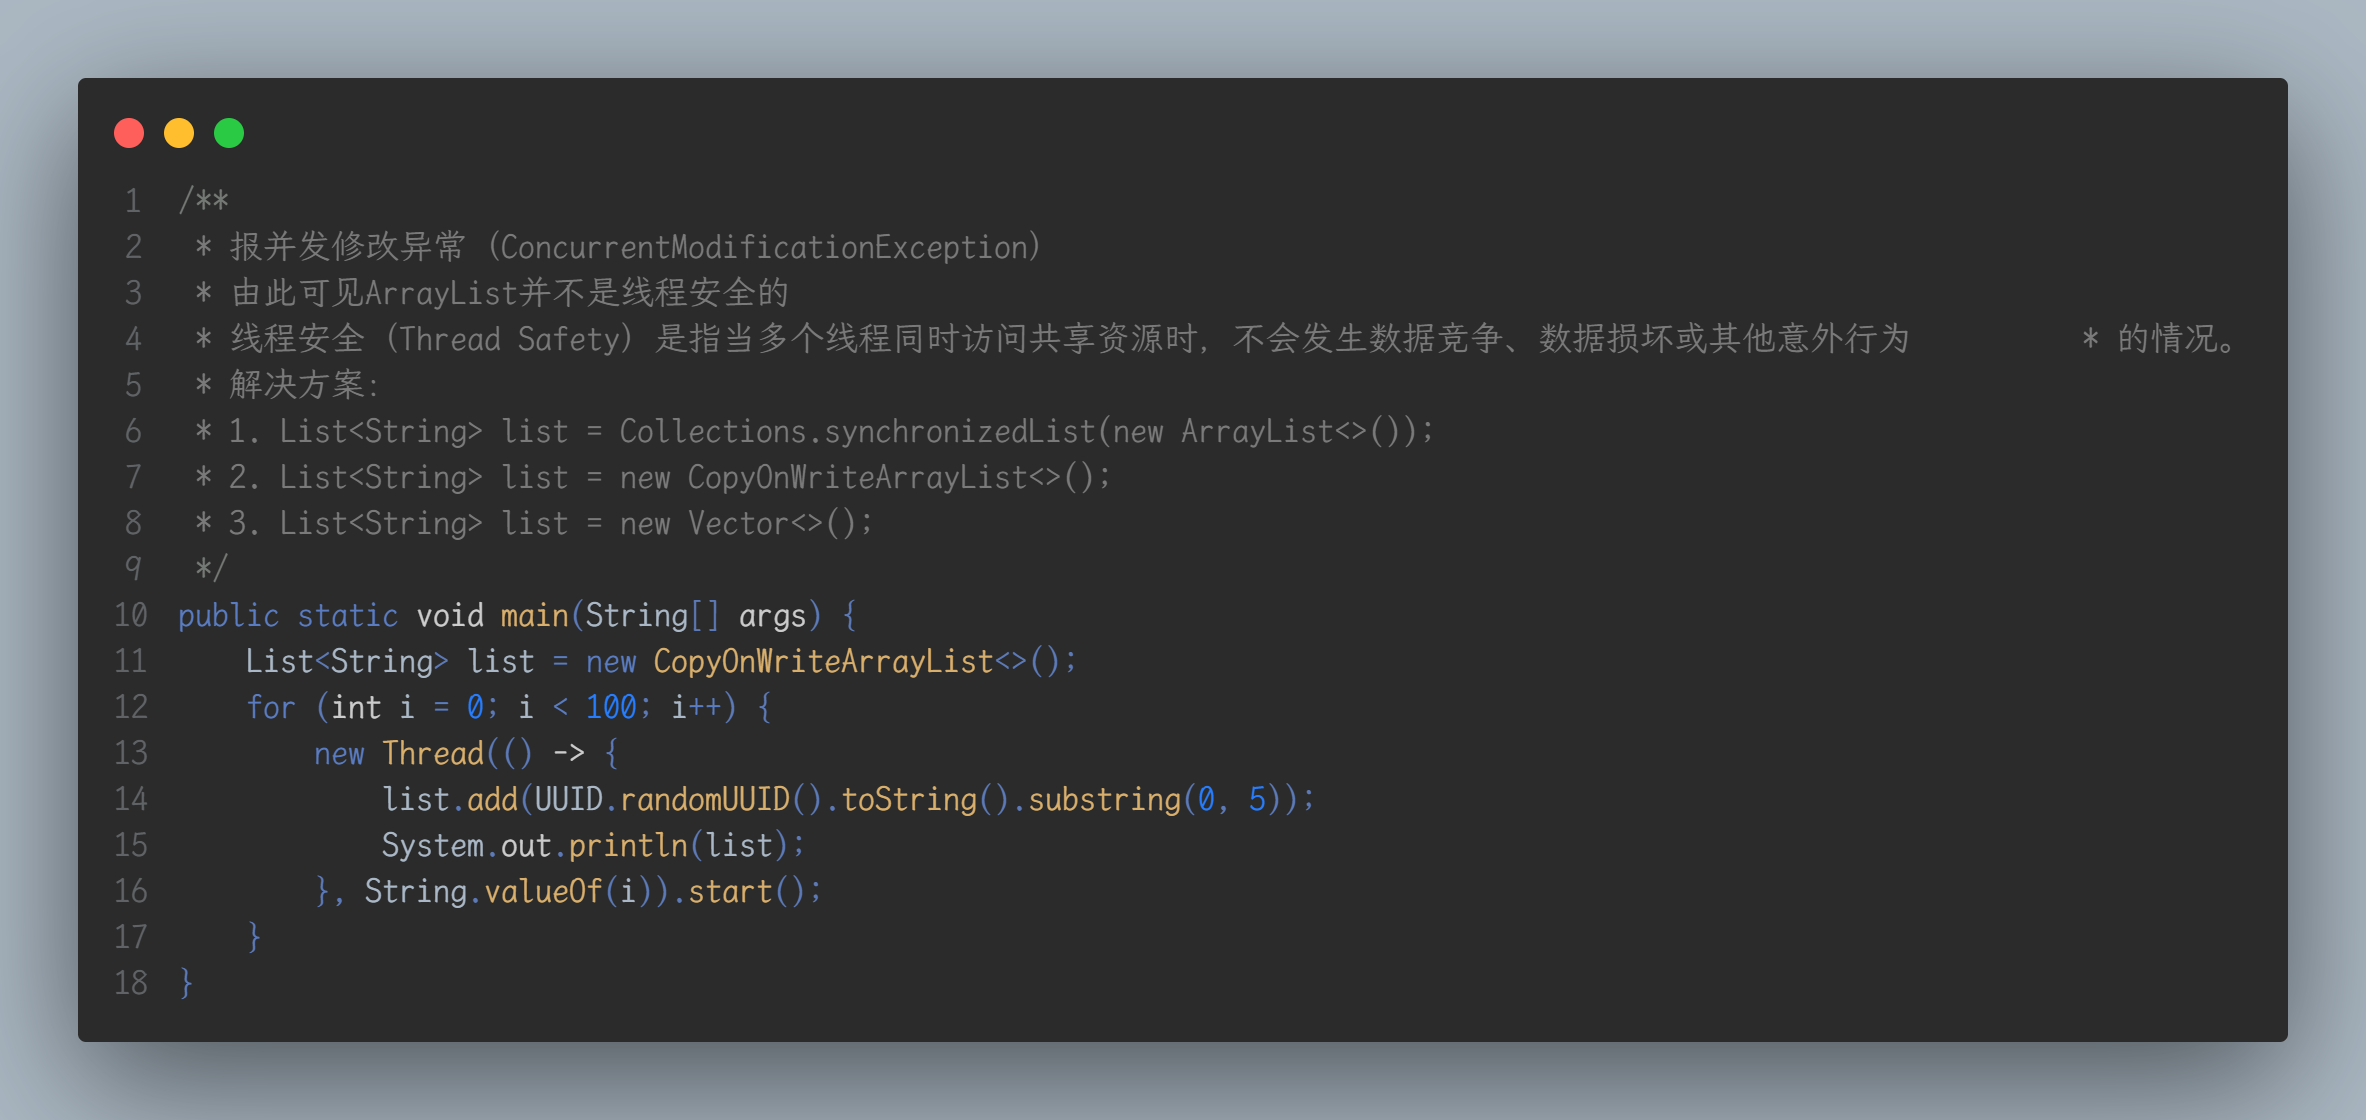 1 /**
2  * 报并发修改异常（ConcurrentModificationException）
3  * 由此可见ArrayList并不是线程安全的
4  * 线程安全（Thread Safety）是指当多个线程同时访问共享资源时，不会发生数据竞争、数据损坏或其他意外行为          * 的情况。
5  * 解决方案：
6  * 1. List<String> list = Collections.synchronizedList(new ArrayList<>());
7  * 2. List<String> list = new CopyOnWriteArrayList<>();
8  * 3. List<String> list = new Vector<>();
9  */
10 public static void main(String[] args) {
11     List<String> list = new CopyOnWriteArrayList<>();
12     for (int i = 0; i < 100; i++) {
13         new Thread(() -> {
14             list.add(UUID.randomUUID().toString().substring(0, 5));
15             System.out.println(list);
16         }, String.valueOf(i)).start();
17     }
18 }